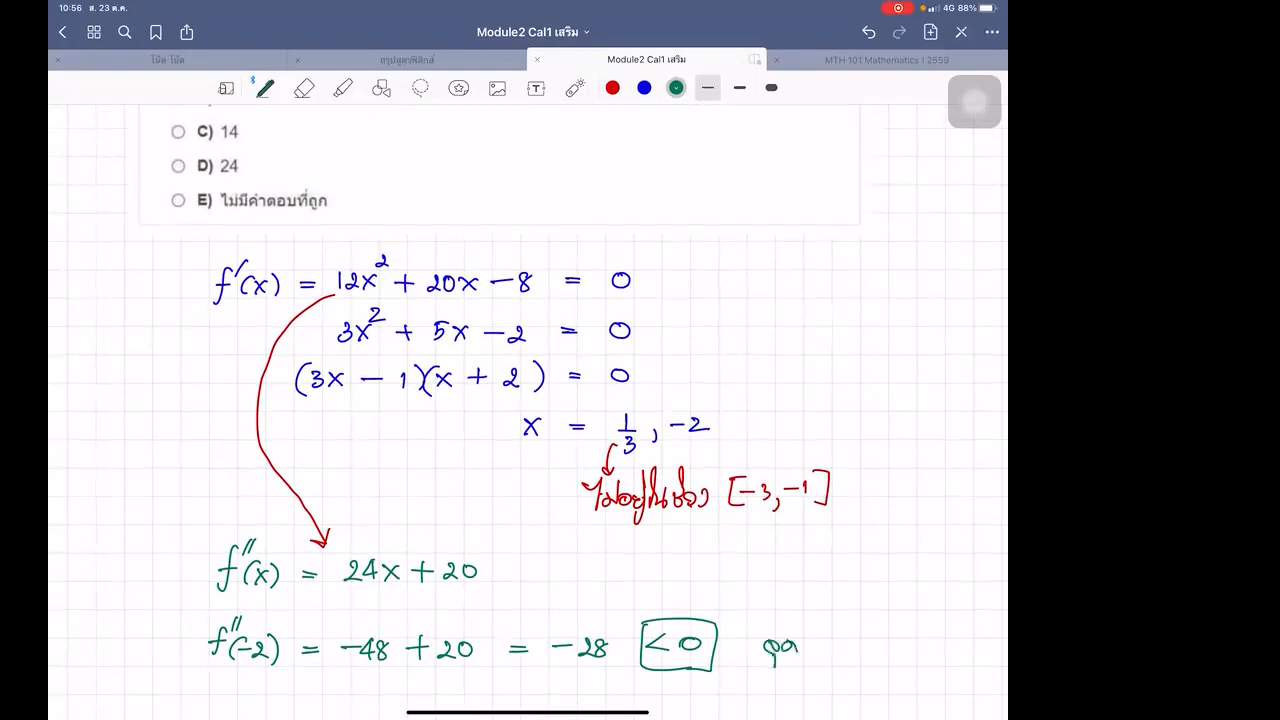 10:56 ส. 23 ต.ค.
4G 88%
Module2 Cal1 เสริม
โน้ต โน้ต
สรุปสูตรฟิสิกส์
Module2 Cal1 เสริม
MTH 101 Mathematics I 2559
C) 14
D) 24
E) ไม่มีคำตอบที่ถูก
f'(x) = 12x² + 20x - 8 = 0
3x² + 5x - 2 = 0
(3x - 1)(x + 2) = 0
x = 1/3, -2
ไม่อยู่ในช่วง [-3, -1]
f''(x) = 24x + 20
f''(-2) = -48 + 20 = -28 < 0 จุด